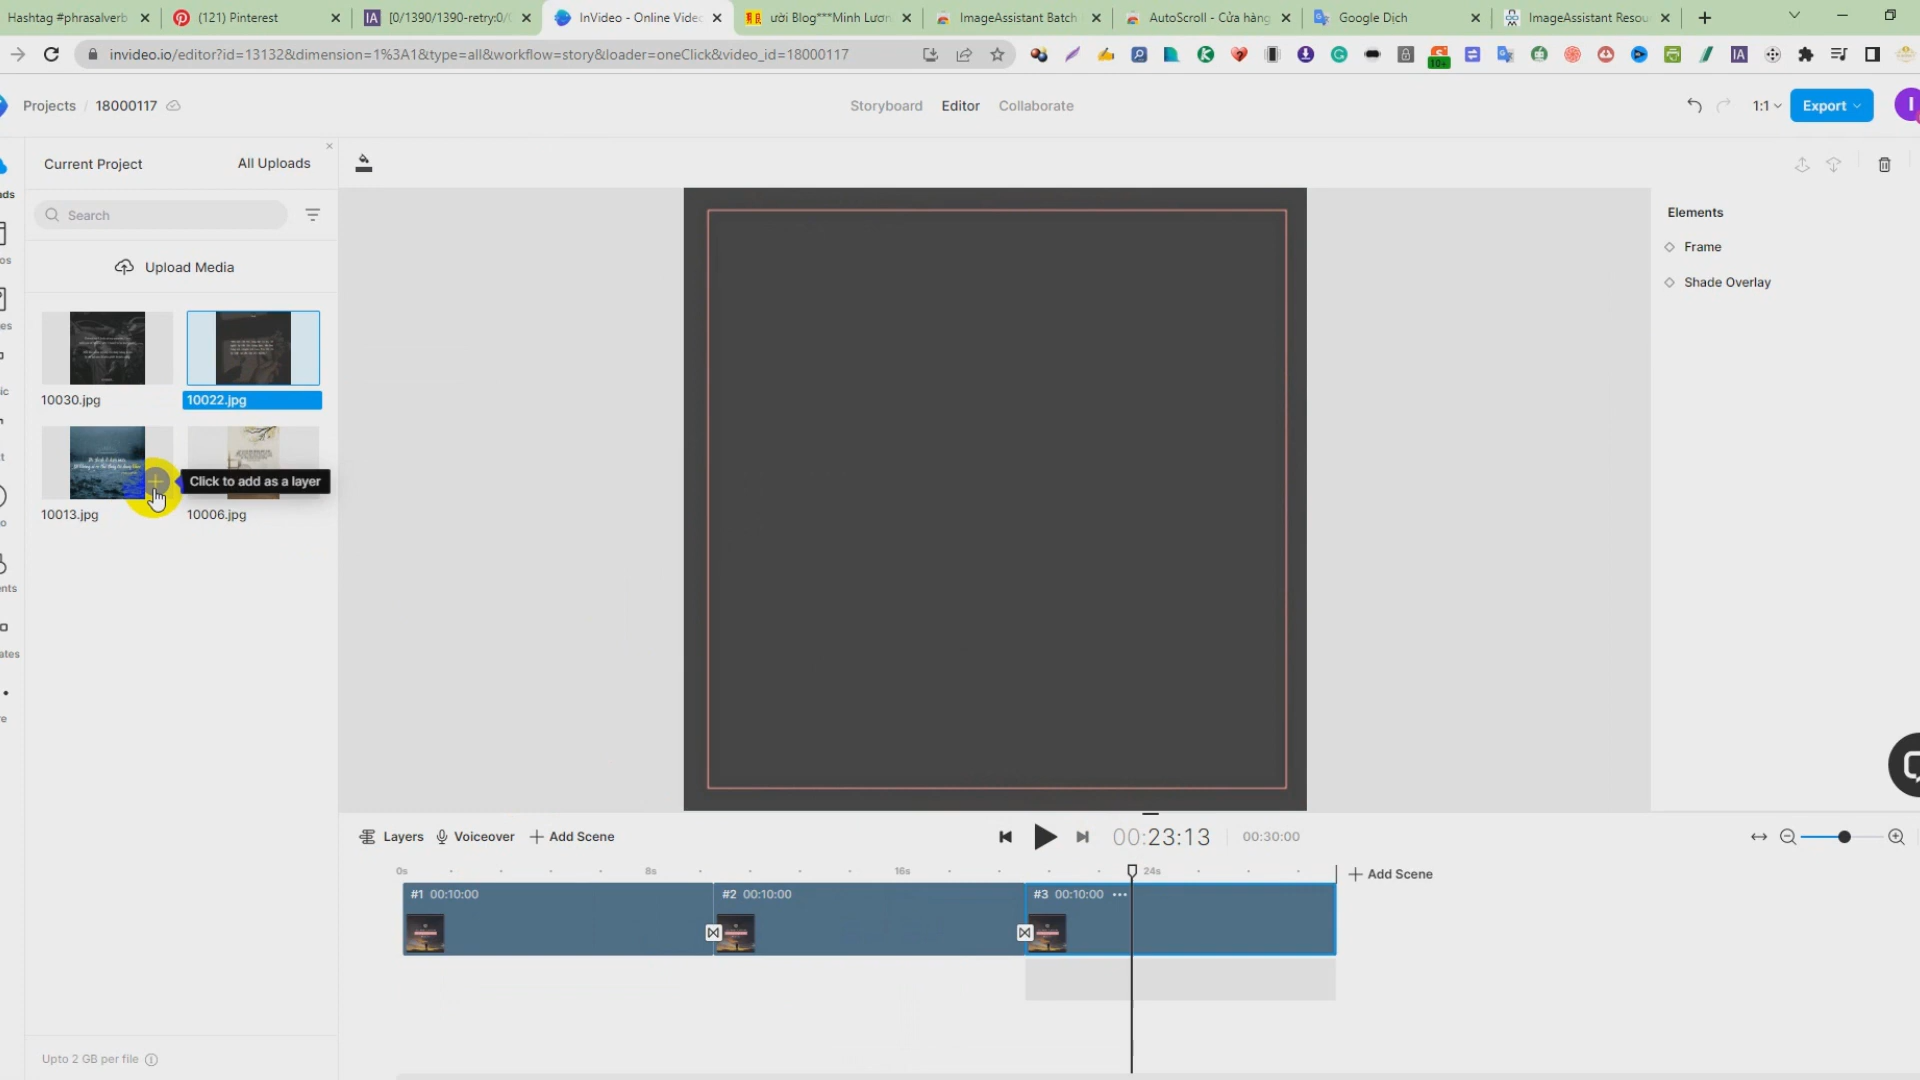 Hashtag #phrasalverb
(121) Pinterest
[0/1390/1390-retry:0/0
InVideo - Online Vide
ười Blog***Minh Lươn
ImageAssistant Batch
AutoScroll - Cửa hàng
Google Dịch
ImageAssistant Resou
invideo.io/editor?id=13132&dimension=1%3A1&type=all&workflow=story&loader=oneClick&video_id=18000117
Projects / 18000117
Storyboard Editor Collaborate
1:1 Export
I
Current Project All Uploads
ads
Search
Upload Media
10030.jpg 10022.jpg
Click to add as a layer
10013.jpg 10006.jpg
Elements
Frame
Shade Overlay
Layers Voiceover Add Scene
00:23:13 00:30:00
0s 8s 16s 24s
Add Scene
#1 00:10:00 #2 00:10:00 #3 00:10:00
Upto 2 GB per file